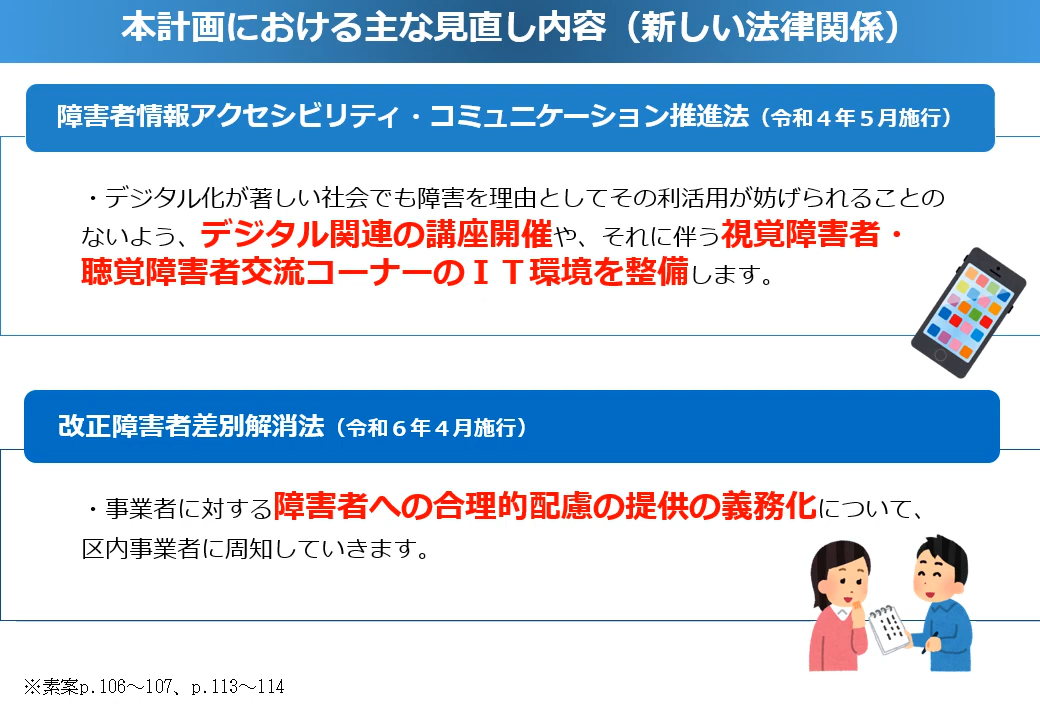 本計画における主な見直し内容（新しい法律関係）
障害者情報アクセシビリティ・コミュニケーション推進法（令和４年５月施行）
・デジタル化が著しい社会でも障害を理由としてその利活用が妨げられることの
ないよう、デジタル関連の講座開催や、それに伴う視覚障害者・
聴覚障害者交流コーナーのＩＴ環境を整備します。
改正障害者差別解消法（令和６年４月施行）
・事業者に対する障害者への合理的配慮の提供の義務化について、
区内事業者に周知していきます。
※素案p.106～107、p.113～114